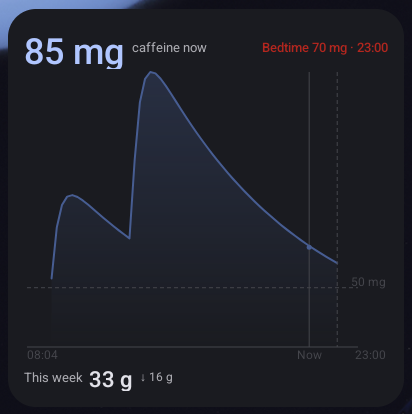 85 mg caffeine now Bedtime 70 mg · 23:00
50 mg
08:04 Now 23:00
This week 33 g ↓ 16 g